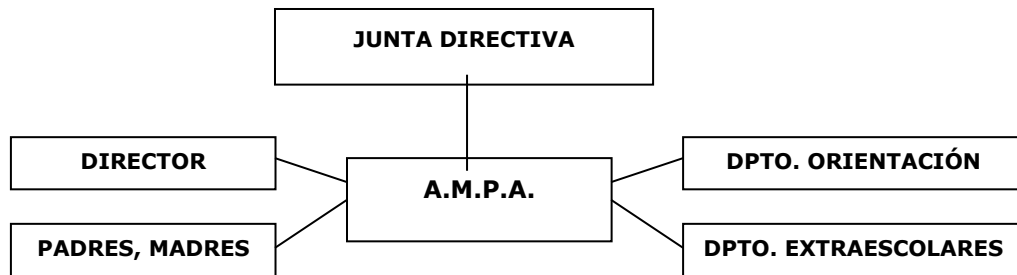 JUNTA DIRECTIVA
DIRECTOR
DPTO. ORIENTACIÓN
A.M.P.A.
PADRES, MADRES
DPTO. EXTRAESCOLARES